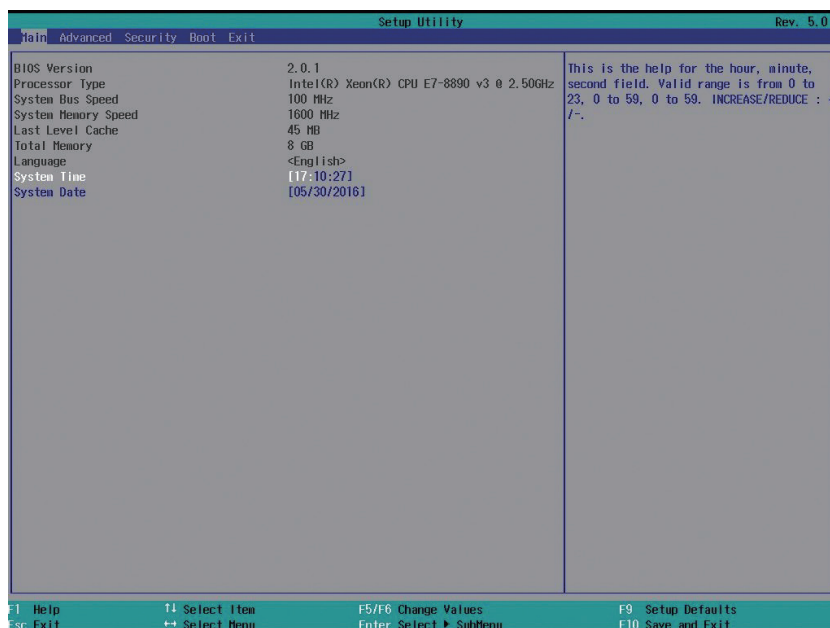 Setup Utility Rev. 5.0
Main Advanced Security Boot Exit
BIOS Version 2.0.1
Processor Type Intel(R) Xeon(R) CPU E7-8890 v3 @ 2.50GHz
System Bus Speed 100 MHz
System Memory Speed 1600 MHz
Last Level Cache 45 MB
Total Memory 8 GB
Language <English>
System Time [17:10:27]
System Date [05/30/2016]
This is the help for the hour, minute,
second field. Valid range is from 0 to
23, 0 to 59, 0 to 59. INCREASE/REDUCE :
/-.
F1 Help ↑↓ Select Item F5/F6 Change Values F9 Setup Defaults
Esc Exit ↔ Select Menu Enter Select ▶ SubMenu F10 Save and Exit